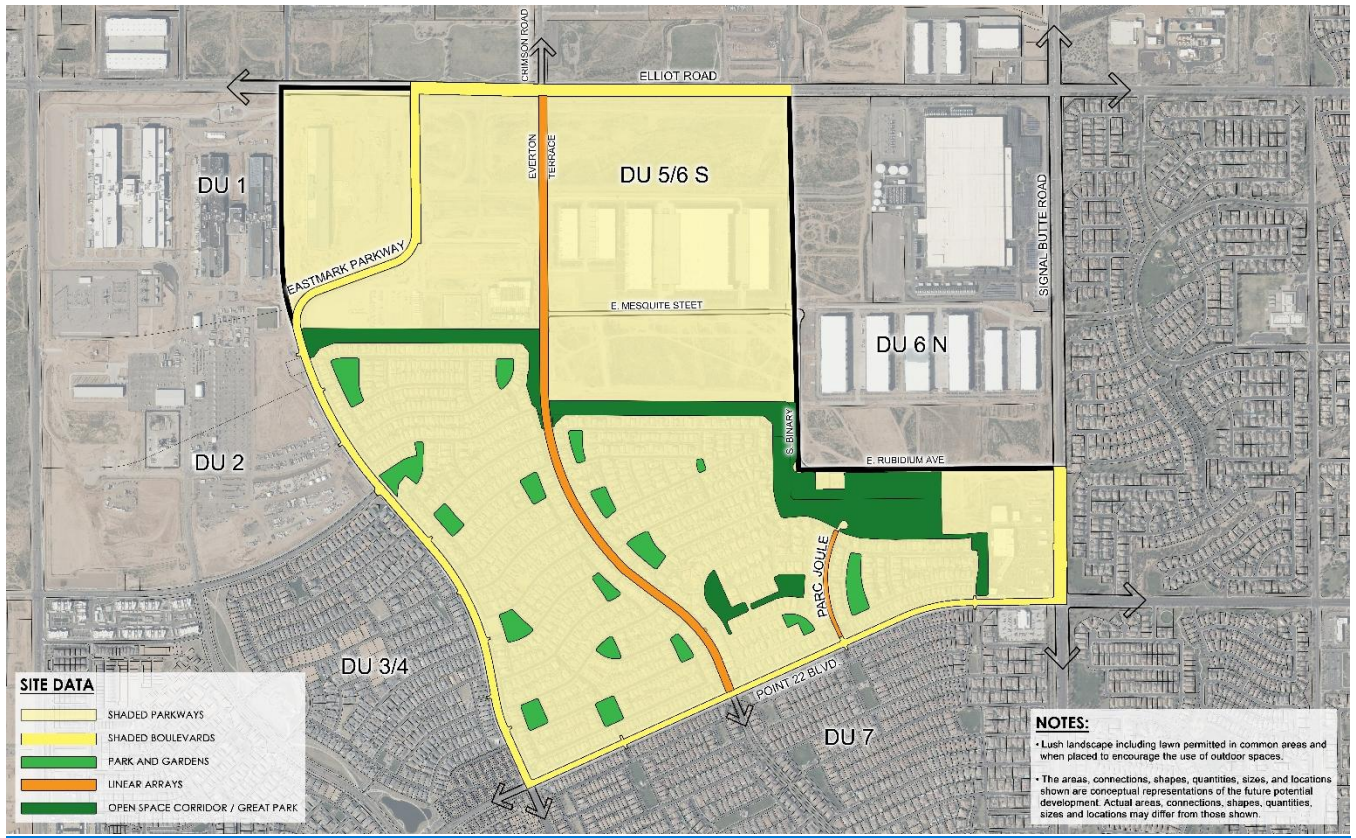 CRIMSON ROAD
ELLIOT ROAD
EVERTON
TERRACE
DU 5/6 S
DU 1
SIGNAL BUTTE ROAD
EASTMARK PARKWAY
E. MESQUITE STEET
DU 6 N
DU 2
S. BINARY
E. RUBIDIUM AVE
PARC JOULE
DU 3/4
POINT 22 BLVD.
DU 7
SITE DATA
SHADED PARKWAYS
SHADED BOULEVARDS
PARK AND GARDENS
LINEAR ARRAYS
OPEN SPACE CORRIDOR / GREAT PARK
NOTES:
• Lush landscape including lawn permitted in common areas and
when placed to encourage the use of outdoor spaces.
• The areas, connections, shapes, quantities, sizes, and locations
shown are conceptual representations of the future potential
development. Actual areas, connections, shapes, quantities,
sizes and locations may differ from those shown.